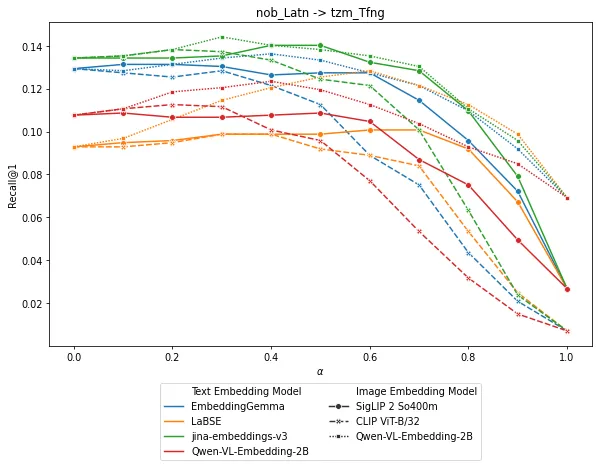 nob_Latn -> tzm_Tfng
Recall@1
0.14
0.12
0.10
0.08
0.06
0.04
0.02
0.0
0.2
0.4
0.6
0.8
1.0
α
Text Embedding Model
EmbeddingGemma
LaBSE
jina-embeddings-v3
Qwen-VL-Embedding-2B
Image Embedding Model
SigLIP 2 So400m
CLIP ViT-B/32
Qwen-VL-Embedding-2B